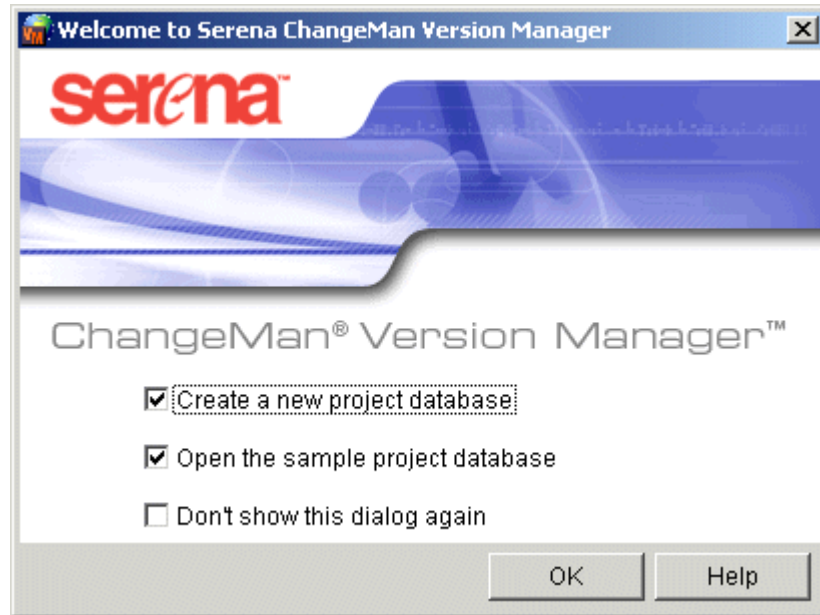 Welcome to Serena ChangeMan Version Manager
serena™
ChangeMan® Version Manager™
Create a new project database
Open the sample project database
Don't show this dialog again
OK
Help